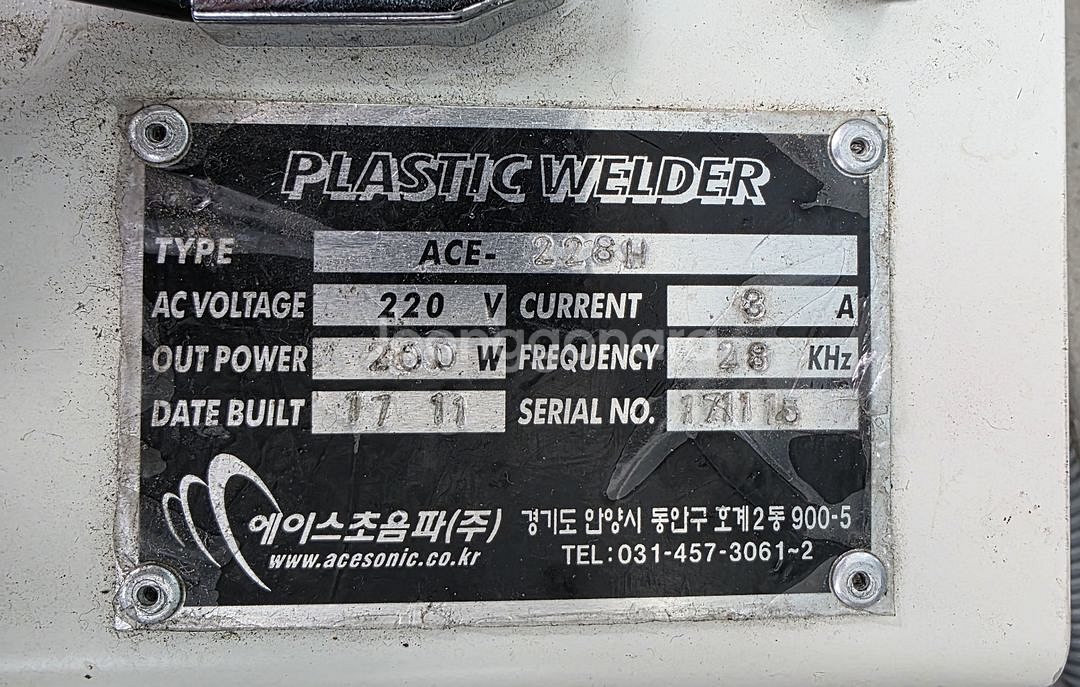 PLASTIC WELDER
TYPE ACE- 228H
AC VOLTAGE 220 V CURRENT 8 A
OUT POWER 200 W FREQUENCY 28 KHz
DATE BUILT 17 11 SERIAL NO. 171115
에이스초음파(주) 경기도 안양시 동안구 호계2동 900-5
www.acesonic.co.kr TEL:031-457-3061~2